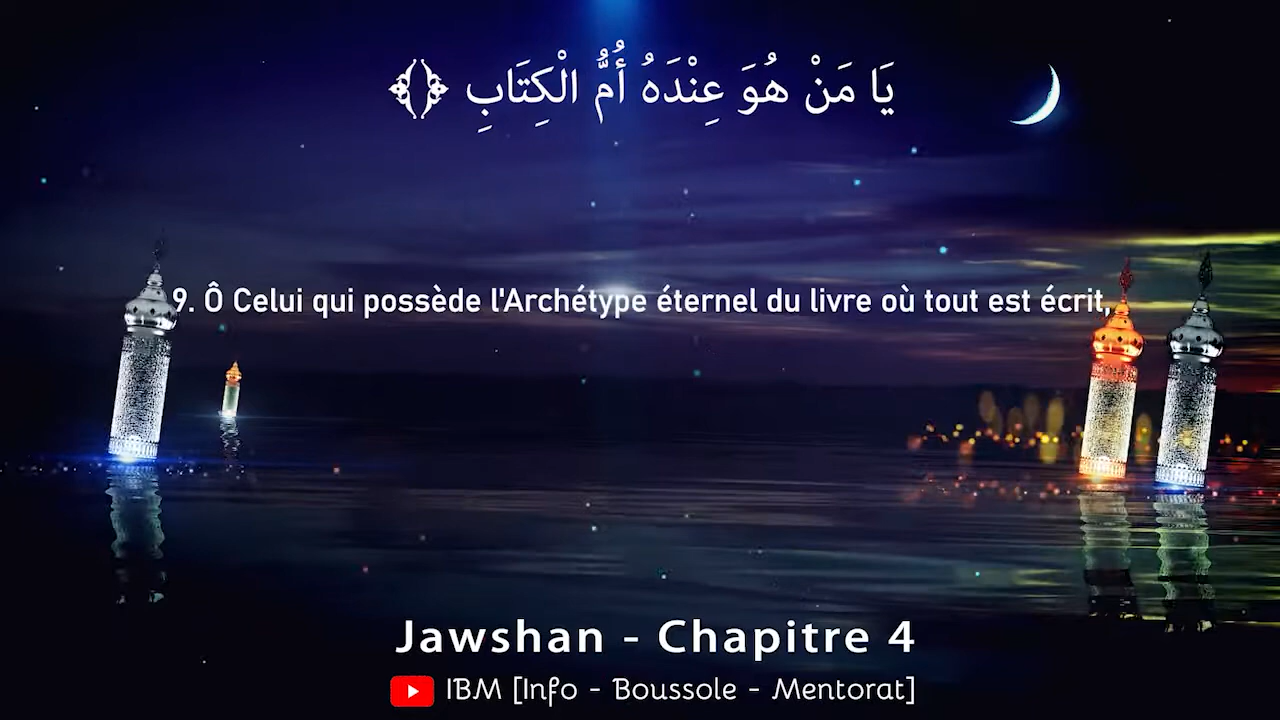 يَا مَنْ هُوَ عِنْدَهُ أُمُّ الْكِتَابِ ﴿﴾
9. Ô Celui qui possède l'Archétype éternel du livre où tout est écrit,
Jawshan - Chapitre 4
IBM [Info - Boussole - Mentorat]